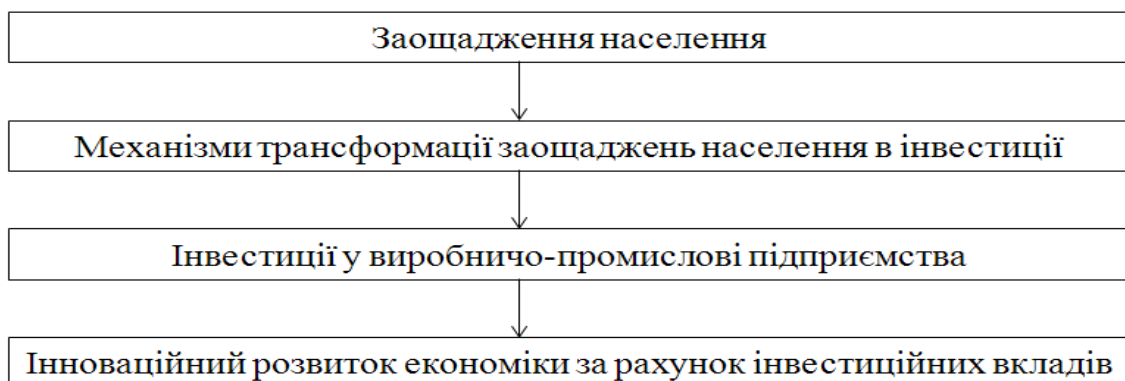 Заощадження населення
Механізми трансформації заощаджень населення в інвестиції
Інвестиції у виробничо-промислові підприємства
Інноваційний розвиток економіки за рахунок інвестиційних вкладів